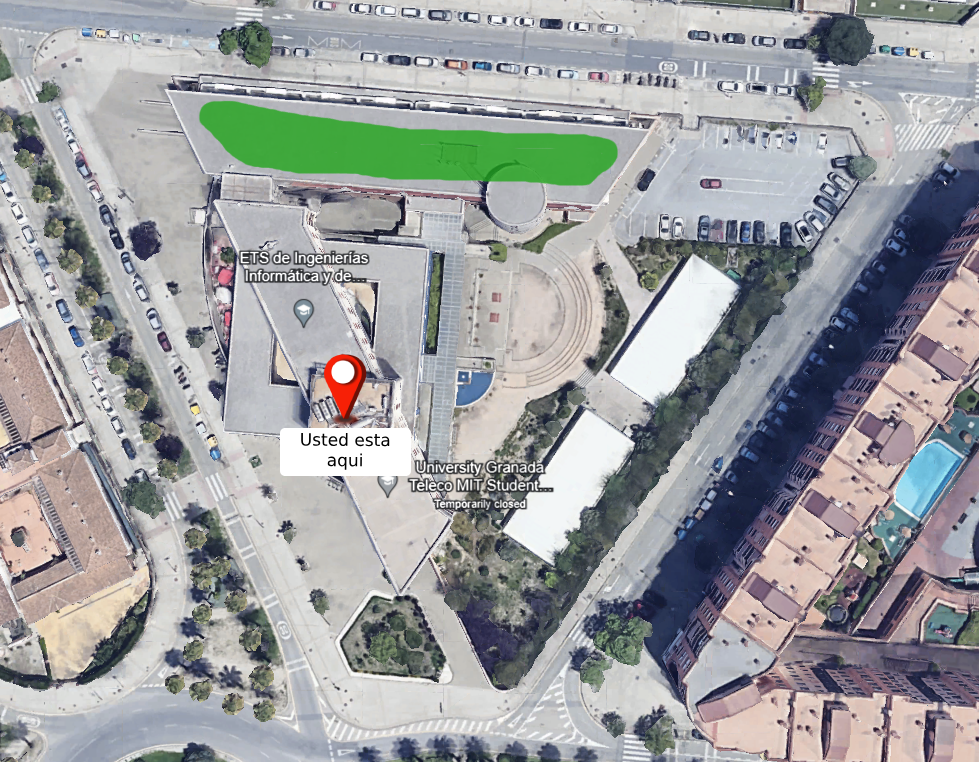 ETS de Ingenierías
Informática y de...
Usted esta
aqui
University Granada
Teleco MIT Student...
Temporarily closed